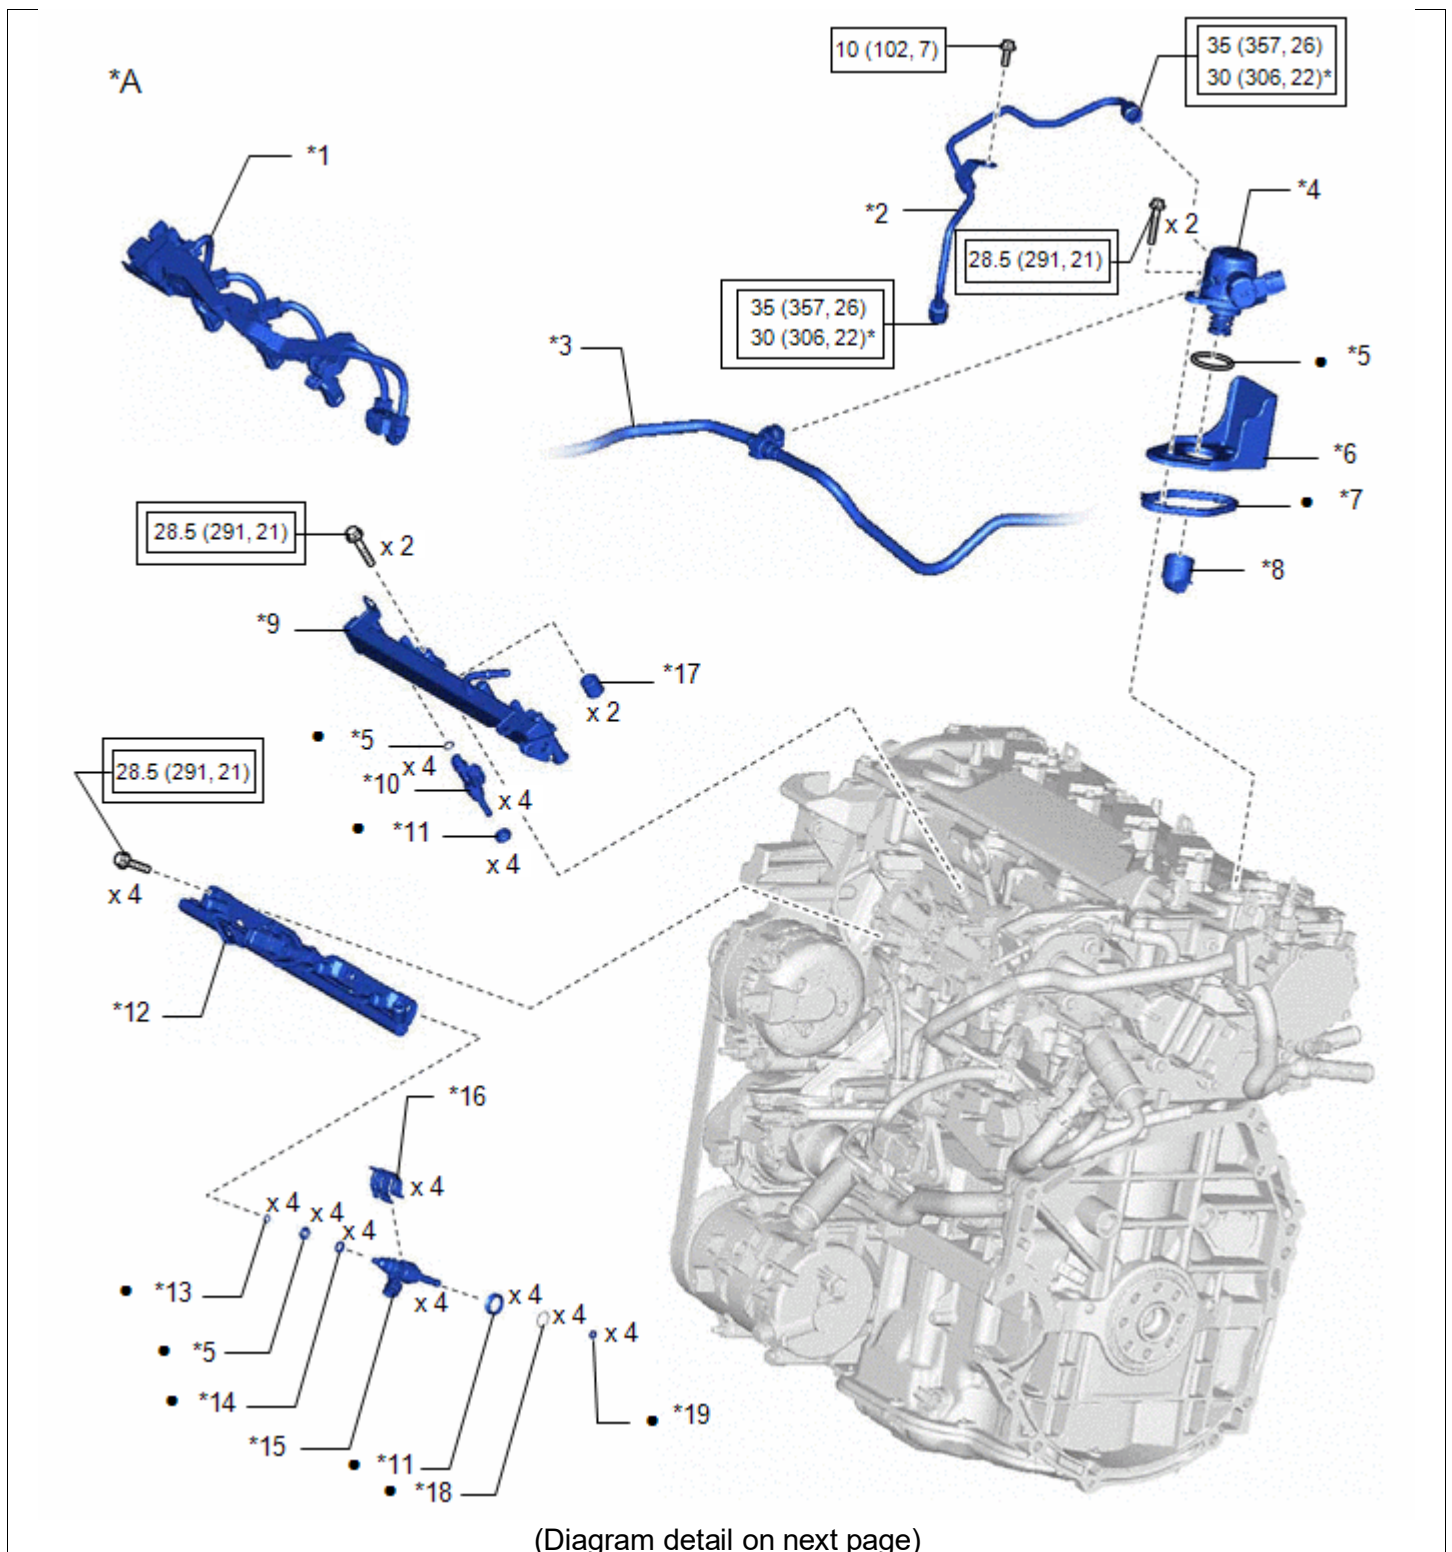 *A
10 (102, 7)
35 (357, 26)
30 (306, 22)*
*1
*4
*2
x 2
28.5 (291, 21)
35 (357, 26)
30 (306, 22)*
*3
● *5
*6
● *7
28.5 (291, 21)
x 2
*8
*9
*17
x 2
● *5
x 4
*10
x 4
28.5 (291, 21)
● *11
x 4
x 4
*12
*16
x 4
x 4
x 4
x 4
● *13
x 4
x 4
x 4
x 4
● *5
● *14
*15
● *19
● *11
● *18
(Diagram detail on next page)